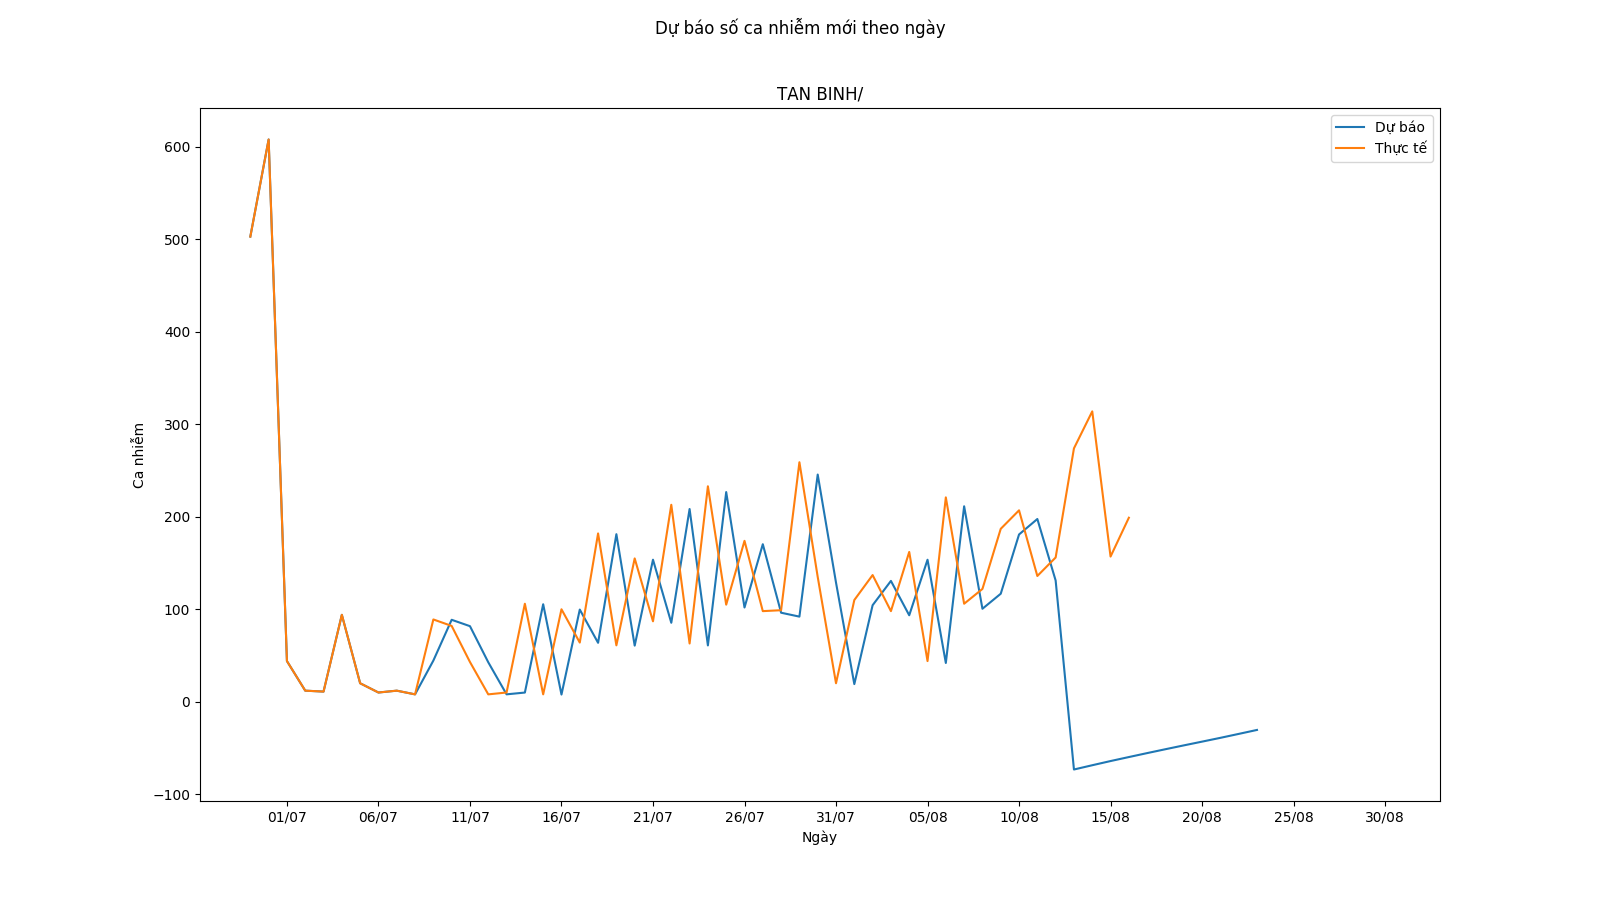 Dự báo số ca nhiễm mới theo ngày
TAN BINH/
Dự báo
Thực tế
600
500
400
300
200
100
0
−100
Ca nhiễm
01/07 06/07 11/07 16/07 21/07 26/07 31/07 05/08 10/08 15/08 20/08 25/08 30/08
Ngày